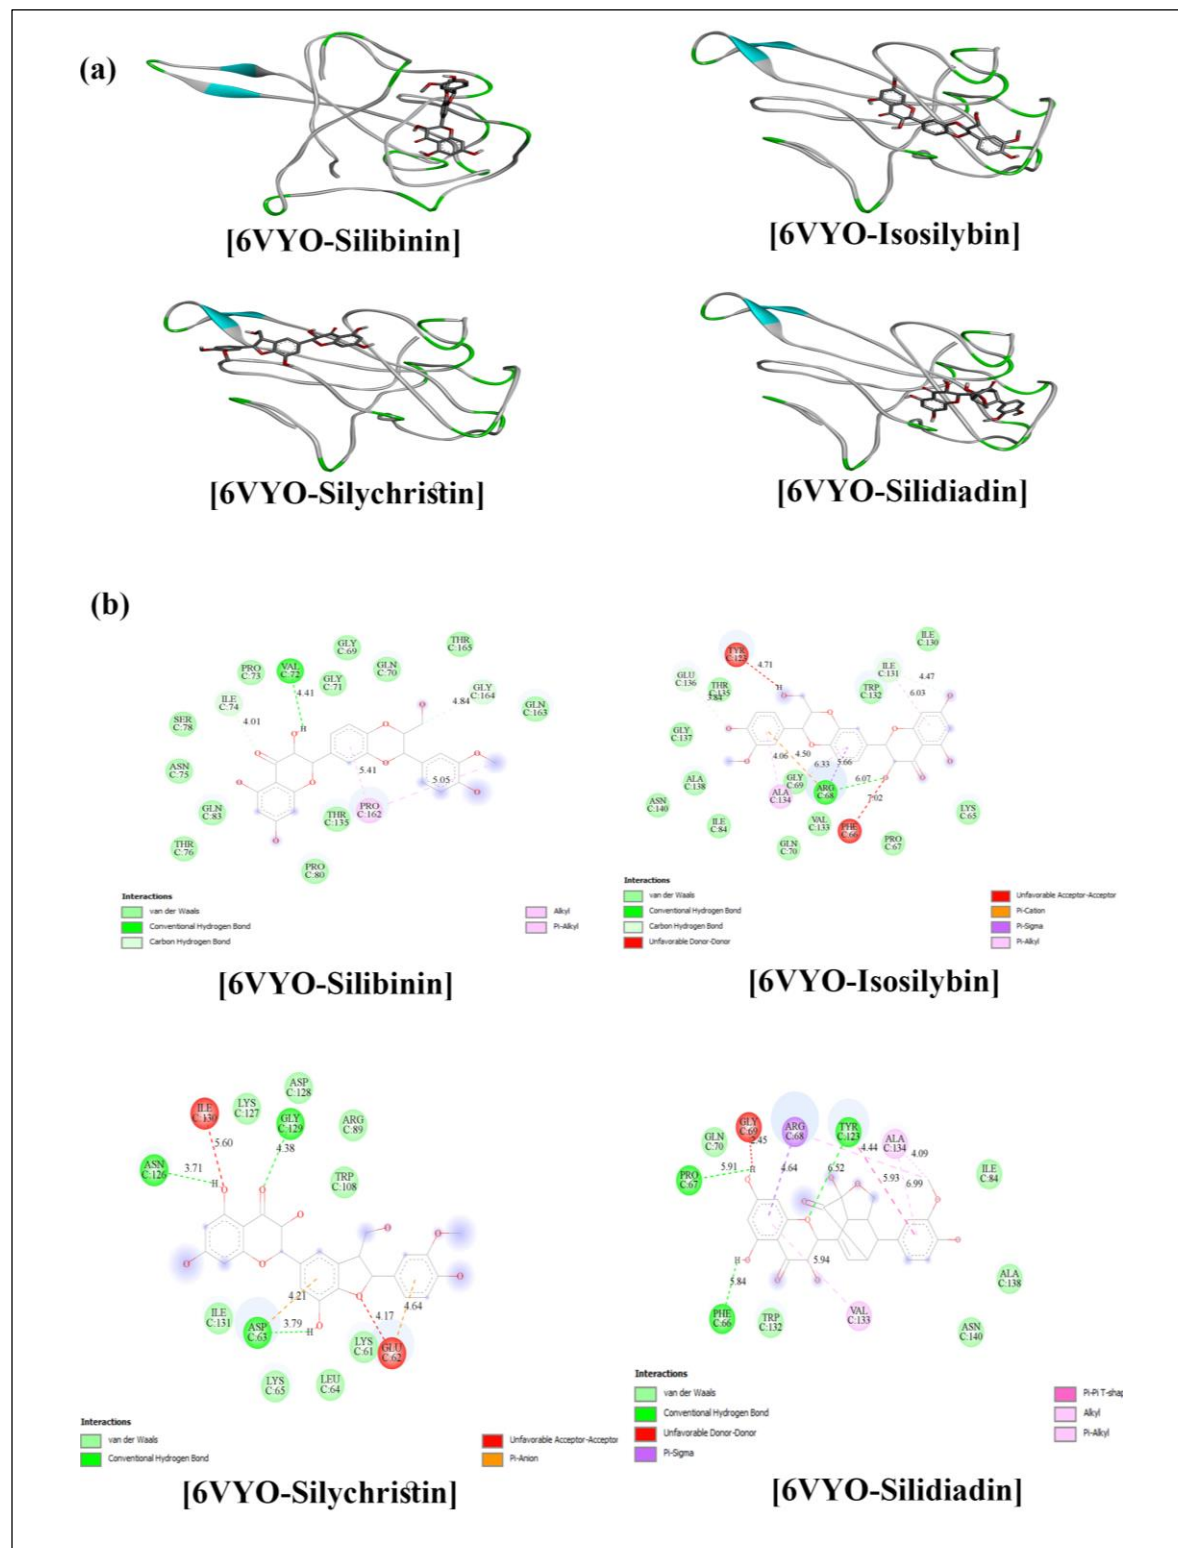 (a)
[6VYO-Silibinin]
[6VYO-Isosilybin]
[6VYO-Silychristin]
[6VYO-Silidiadin]
(b)
THR
C:165
GLY
C:69
VAL
C:72
GLN
C:70
PRO
C:73
GLY
C:71
GLY
C:164
ILE
C:74
4.41
4.84
GLN
C:163
SER
C:78
4.01
H
O
ASN
C:75
5.41
5.05
GLN
C:83
THR
C:135
PRO
C:162
THR
C:76
PRO
C:80
Interactions
van der Waals
Conventional Hydrogen Bond
Carbon Hydrogen Bond
Alkyl
Pi-Alkyl
[6VYO-Silibinin]
ILE
C:130
TYR
C:123
4.71
GLU
C:136
THR
C:135
H
TRP
C:132
ILE
C:131
4.47
6.03
3.84
GLY
C:137
4.06
4.50
6.33
5.66
ALA
C:138
GLY
C:69
6.07
ASN
C:140
ALA
C:134
ARG
C:68
7.02
LYS
C:65
ILE
C:84
VAL
C:133
PHE
C:66
PRO
C:67
GLN
C:70
Interactions
van der Waals
Conventional Hydrogen Bond
Carbon Hydrogen Bond
Unfavorable Donor-Donor
Unfavorable Acceptor-Acceptor
Pi-Cation
Pi-Sigma
Pi-Alkyl
[6VYO-Isosilybin]
ASP
C:128
ILE
C:130
LYS
C:127
GLY
C:129
ARG
C:89
5.60
4.38
ASN
C:126
3.71
H
TRP
C:108
4.21
4.64
4.17
ILE
C:131
ASP
C:63
3.79
H
LYS
C:61
GLU
C:62
LYS
C:65
LEU
C:64
Interactions
van der Waals
Conventional Hydrogen Bond
Unfavorable Acceptor-Acceptor
Pi-Anion
[6VYO-Silychristin]
GLY
C:69
ARG
C:68
TYR
C:123
ALA
C:134
GLN
C:70
2.45
4.44
4.09
ILE
C:84
PRO
C:67
5.91
H
4.64
6.52
5.93
6.99
H
5.94
5.84
ALA
C:138
PHE
C:66
TRP
C:132
VAL
C:133
ASN
C:140
Interactions
van der Waals
Conventional Hydrogen Bond
Unfavorable Donor-Donor
Pi-Sigma
Pi-Pi T-shap
Alkyl
Pi-Alkyl
[6VYO-Silidiadin]